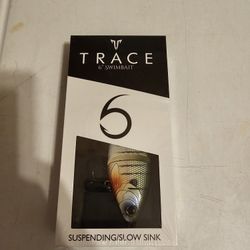 TRACE
6" SWIMBAIT
6
SUSPENDING/SLOW SINK